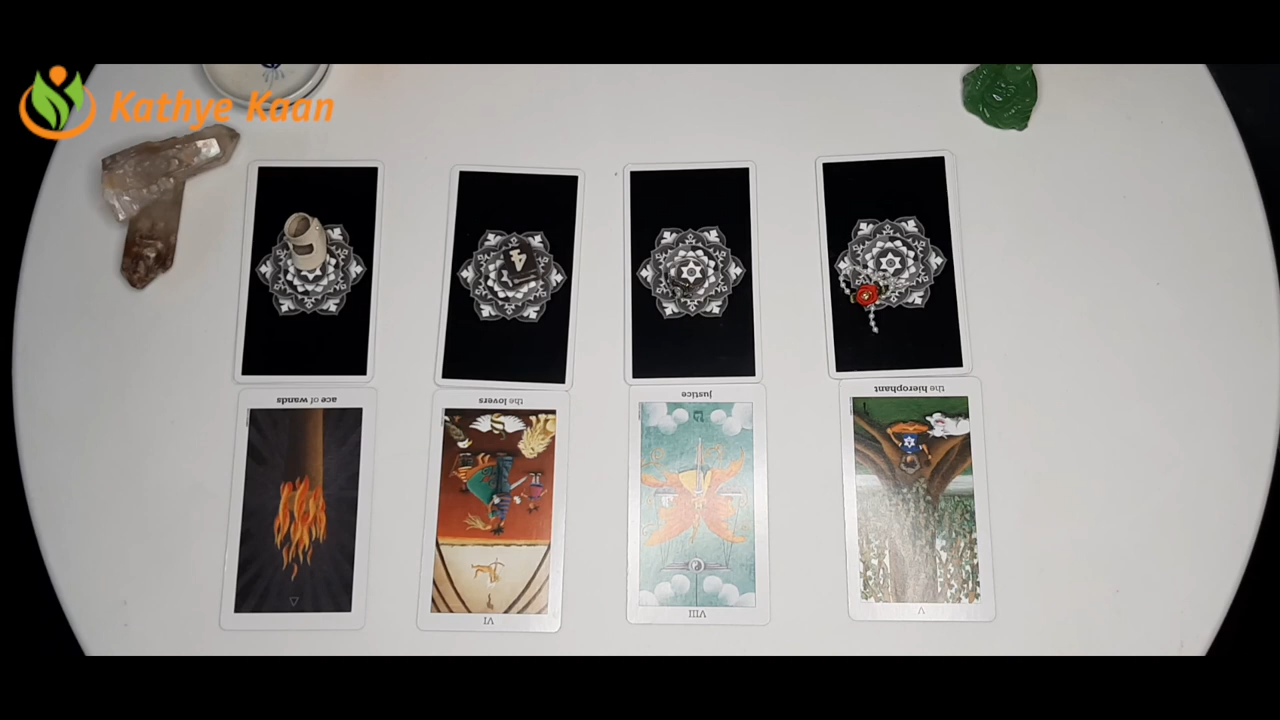 Kathye Kaan
ace of wands
the lovers
justice
the hierophant
VI
VIII
V